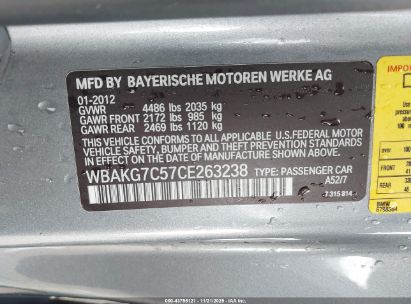 MFD BY BAYERISCHE MOTOREN WERKE AG
01-2012
GVWR 4486 lbs 2035 kg
GAWR FRONT 2172 lbs 985 kg
GAWR REAR 2469 lbs 1120 kg
THIS VEHICLE CONFORMS TO ALL APPLICABLE
U.S. FEDERAL MOTOR
VEHICLE SAFETY, BUMPER AND THEFT PREVENTION
STANDARDS IN EFFECT ON THE DATE OF
MANUFACTURE SHOWN ABOVE.
WBAKG7C57CE263238 TYPE: PASSENGER CAR
A52/7
7 315 814
IMPO
BMW